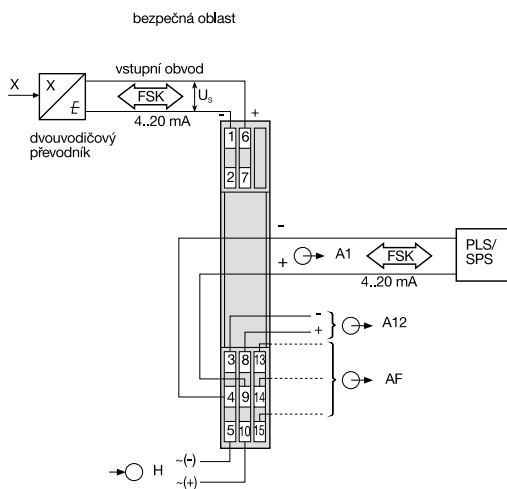 bezpečná oblast
vstupní obvod
X
X
E
FSK
Us
4..20 mA
-
+
dvouvodičový
převodník
1
6
2
7
-
+
A1
FSK
4..20 mA
PLS/
SPS
-
+
A12
3
8
13
AF
4
9
14
5
10
15
H
~(-)
~(+)